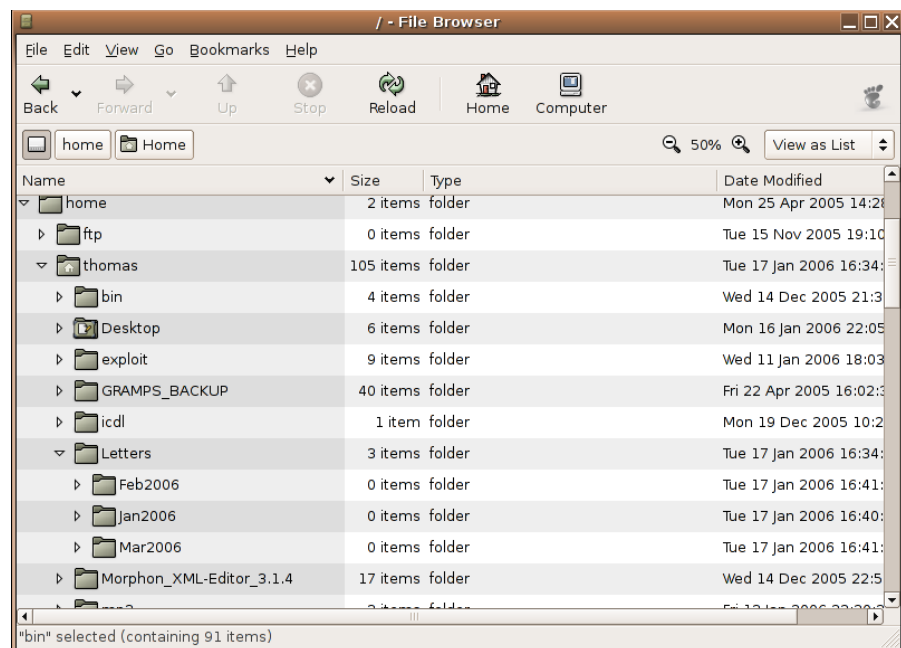 / - File Browser
File Edit View Go Bookmarks Help
Back Forward Up Stop Reload Home Computer
home Home 50% View as List
Name Size Type Date Modified
home 2 items folder Mon 25 Apr 2005 14:28
ftp 0 items folder Tue 15 Nov 2005 19:10
thomas 105 items folder Tue 17 Jan 2006 16:34:
bin 4 items folder Wed 14 Dec 2005 21:3
Desktop 6 items folder Mon 16 Jan 2006 22:05
exploit 9 items folder Wed 11 Jan 2006 18:03
GRAMPS_BACKUP 40 items folder Fri 22 Apr 2005 16:02:3
icdl 1 item folder Mon 19 Dec 2005 10:2
Letters 3 items folder Tue 17 Jan 2006 16:34:
Feb2006 0 items folder Tue 17 Jan 2006 16:41:
Jan2006 0 items folder Tue 17 Jan 2006 16:40:
Mar2006 0 items folder Tue 17 Jan 2006 16:41:
Morphon_XML-Editor_3.1.4 17 items folder Wed 14 Dec 2005 22:5
"bin" selected (containing 91 items)